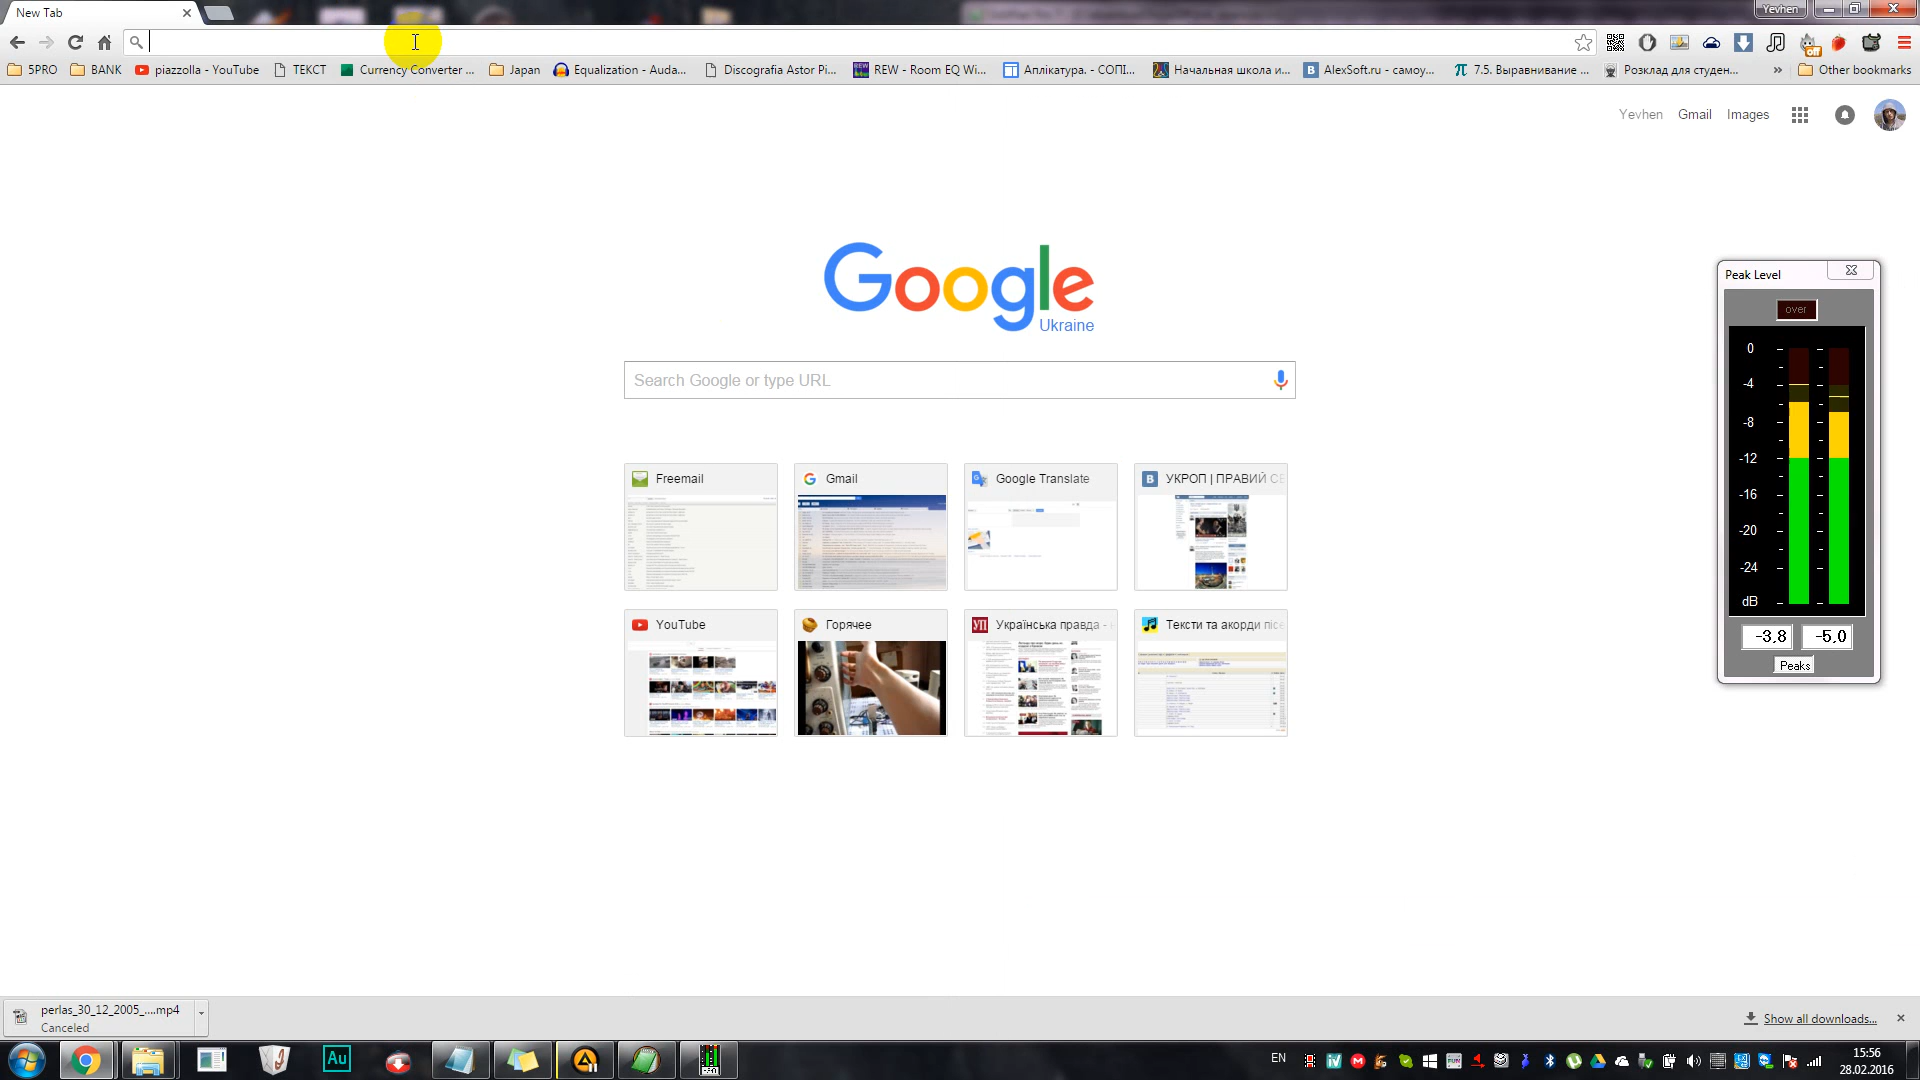 New Tab
Yevhen
5PRO
BANK
piazzolla - YouTube
ТЕКСТ
Currency Converter ...
Japan
Equalization - Auda...
Discografia Astor Pi...
REW - Room EQ Wi...
Аплікатура. - СОПІ...
Начальная школа и...
AlexSoft.ru - самоу...
7.5. Выравнивание ...
Розклад для студен...
»
Other bookmarks
Yevhen
Gmail
Images
Google
Ukraine
Search Google or type URL
Freemail
Gmail
Google Translate
УКРОП | ПРАВИЙ СЕ
YouTube
Горячее
Українська правда -
Тексти та акорди пісе
Peak Level
over
0
-4
-8
-12
-16
-20
-24
dB
-3,8
-5,0
Peaks
perlas_30_12_2005_....mp4
Canceled
Show all downloads...
Au
EN
15:56
28.02.2016